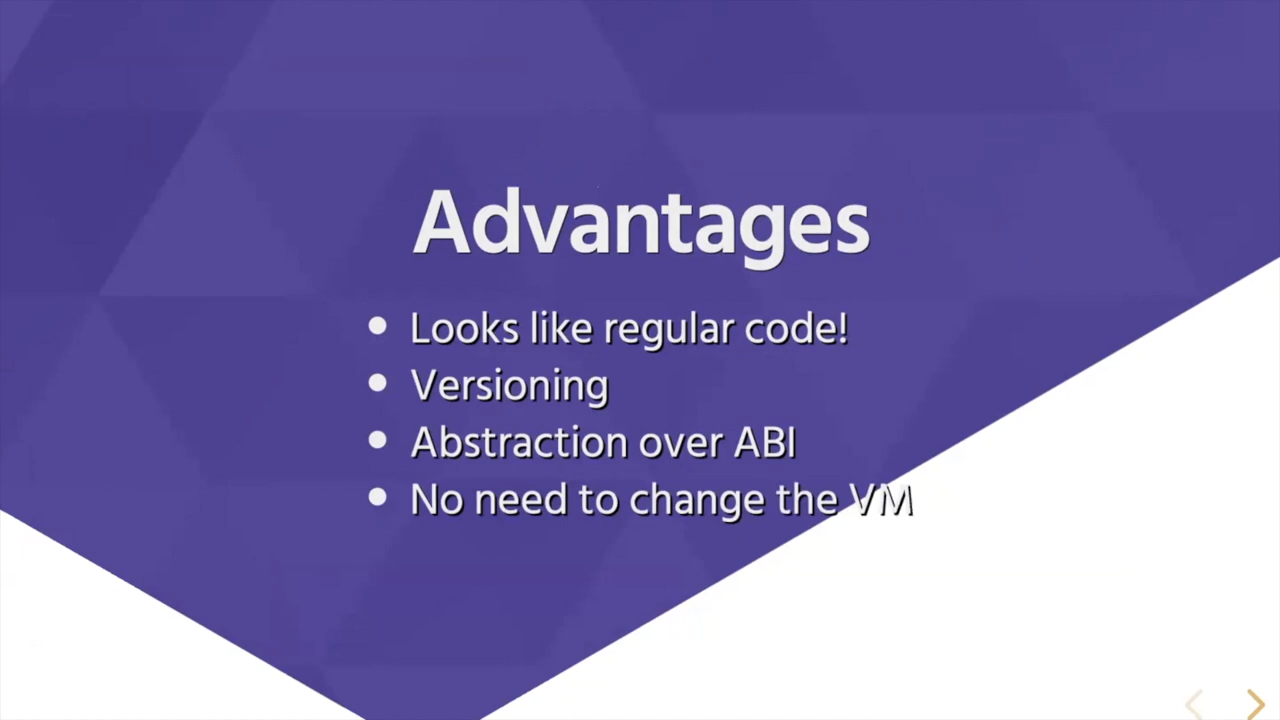 Advantages
Looks like regular code!
Versioning
Abstraction over ABI
No need to change the VM